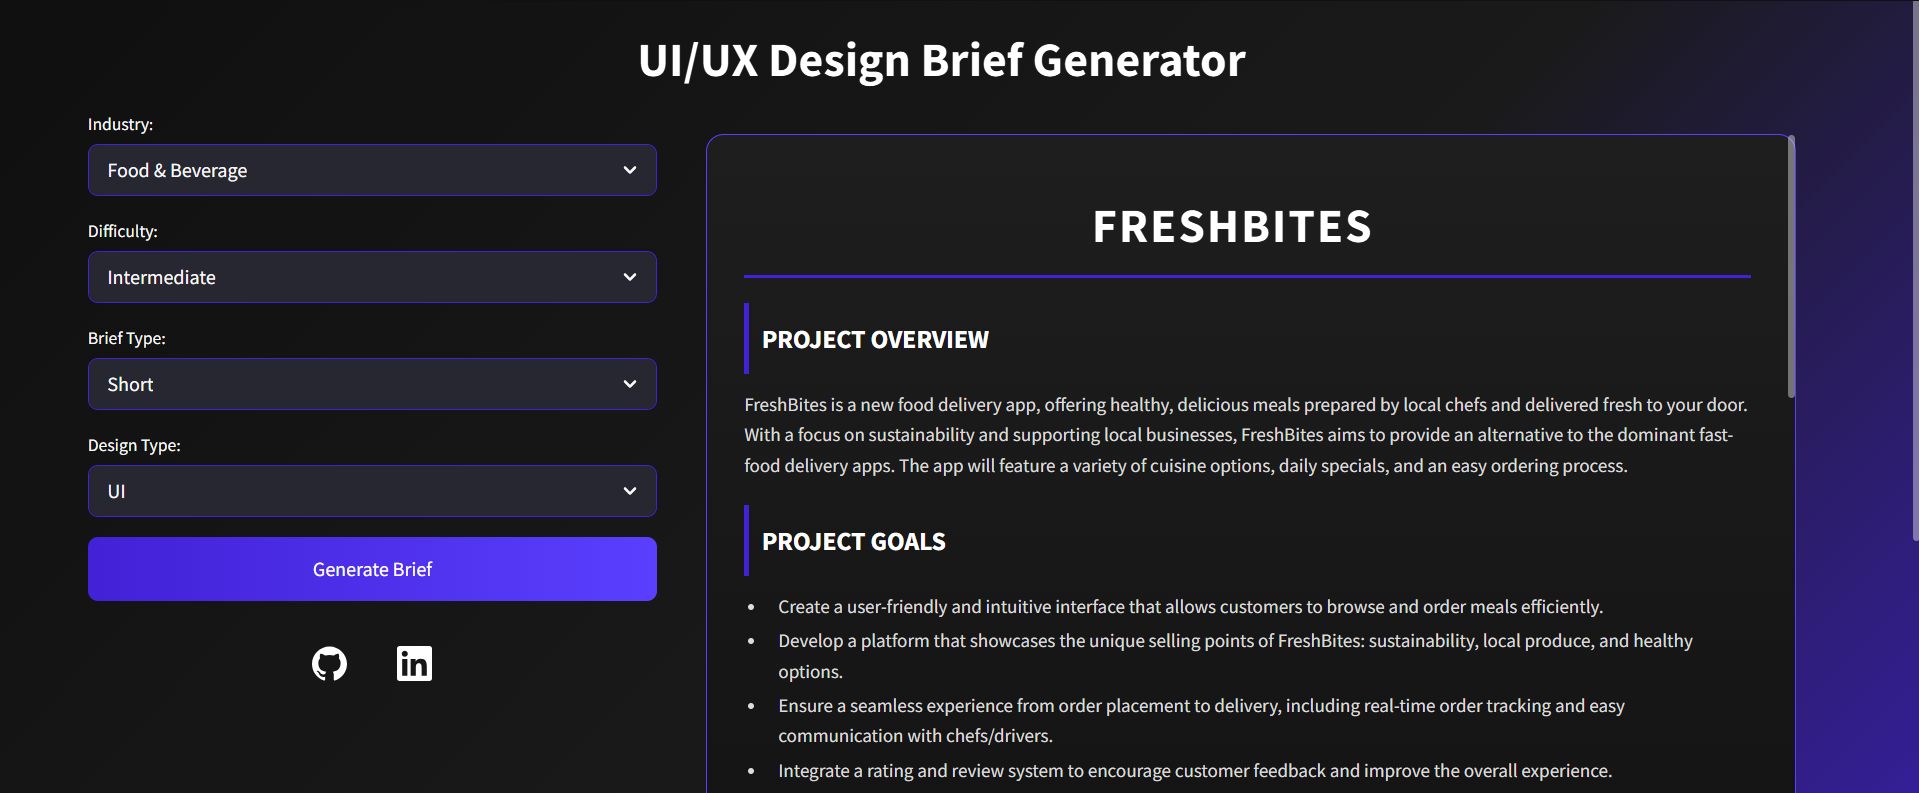 UI/UX Design Brief Generator
Industry:
Food & Beverage
Difficulty:
Intermediate
Brief Type:
Short
Design Type:
UI
Generate Brief
in
FRESHBITES
PROJECT OVERVIEW
FreshBites is a new food delivery app, offering healthy, delicious meals prepared by local chefs and delivered fresh to your door.
With a focus on sustainability and supporting local businesses, FreshBites aims to provide an alternative to the dominant fast-
food delivery apps. The app will feature a variety of cuisine options, daily specials, and an easy ordering process.
PROJECT GOALS
• Create a user-friendly and intuitive interface that allows customers to browse and order meals efficiently.
• Develop a platform that showcases the unique selling points of FreshBites: sustainability, local produce, and healthy
options.
• Ensure a seamless experience from order placement to delivery, including real-time order tracking and easy
communication with chefs/drivers.
• Integrate a rating and review system to encourage customer feedback and improve the overall experience.